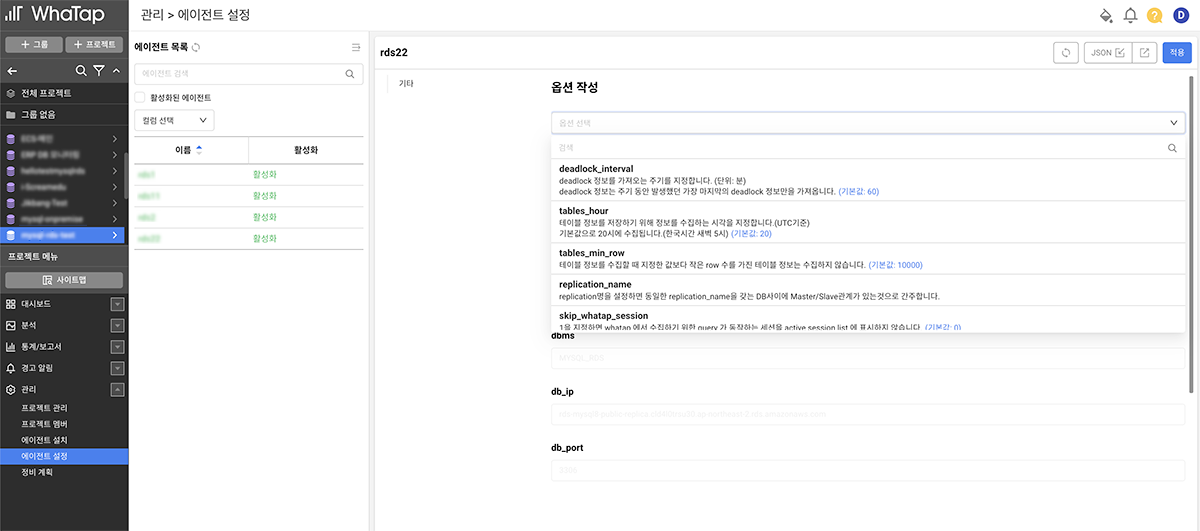 WhaTap
관리 > 에이전트 설정
D
+ 그룹
+ 프로젝트
전체 프로젝트
그룹 없음
프로젝트 메뉴
사이트맵
대시보드
분석
통계/보고서
경고 알림
관리
프로젝트 관리
프로젝트 멤버
에이전트 설치
에이전트 설정
정비 계획
에이전트 목록
에이전트 검색
활성화된 에이전트
컬럼 선택
이름
활성화
활성화
활성화
활성화
활성화
rds22
JSON
적용
기타
옵션 작성
옵션 선택
검색
deadlock_interval
deadlock 정보를 가져오는 주기를 지정합니다. (단위: 분)
deadlock 정보는 주기 동안 발생했던 가장 마지막의 deadlock 정보만을 가져옵니다. (기본값: 60)
tables_hour
테이블 정보를 저장하기 위해 정보를 수집하는 시각을 지정합니다.(UTC기준)
기본값으로 20시에 수집됩니다.(한국시간 새벽 5시) (기본값: 20)
tables_min_row
테이블 정보를 수집할 때 지정한 값보다 작은 row 수를 가진 테이블 정보는 수집하지 않습니다. (기본값: 10000)
replication_name
replication명을 설정하면 동일한 replication_name을 갖는 DB사이에 Master/Slave관계가 있는것으로 간주합니다.
skip_whatap_session
1을 지정하면 whatap 에서 수집하기 위한 query 가 동작하는 세션을 active session list 에 표시하지 않습니다. (기본값: 0)
dbms
MYSQL_RDS
db_ip
db_port
3306